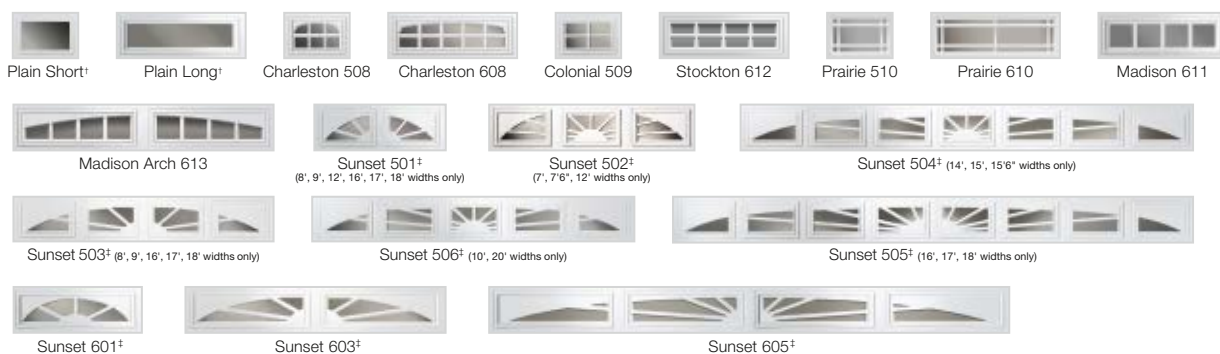 Plain Short†
Plain Long†
Charleston 508
Charleston 608
Colonial 509
Stockton 612
Prairie 510
Prairie 610
Madison 611
Madison Arch 613
Sunset 501‡
(8', 9', 12', 16', 17', 18' widths only)
Sunset 502‡
(7', 7'6", 12' widths only)
Sunset 504‡ (14', 15', 15'6" widths only)
Sunset 503‡ (8', 9', 16', 17', 18' widths only)
Sunset 506‡ (10', 20' widths only)
Sunset 505‡ (16', 17', 18' widths only)
Sunset 601‡
Sunset 603‡
Sunset 605‡